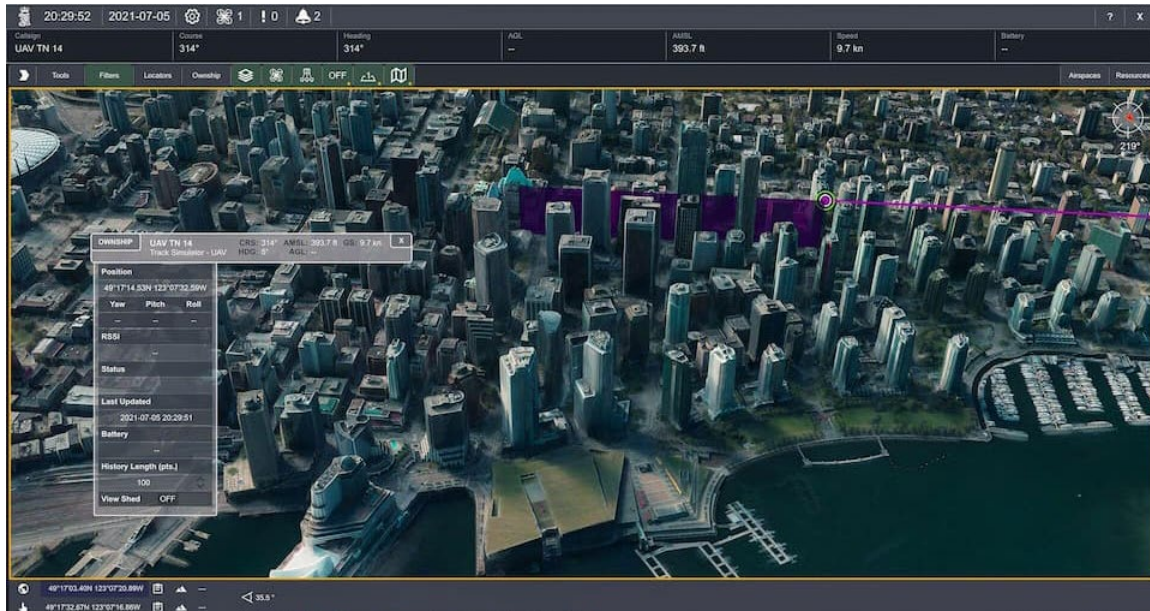 20:29:52 2021-07-05 1 ! 0 2 ? X
Callsign Course Heading AGL AMSL Speed Battery
UAV TN 14 314° 314° -- 393.7 ft 9.7 kn --
Tools Filters Locators Ownship OFF Airspaces Resources
219°
OWNSHIP UAV TN 14 CRS: 314° AMSL: 393.7 ft GS: 9.7 kn X
Track Simulator - UAV HDG: 5° AGL: --
Position
49°17'14.53N 123°07'32.59W
Yaw Pitch Roll
-- -- --
RSSI
--
Status
Last Updated
2021-07-05 20:29:51
Battery
--
History Length (pts.)
100
View Shed OFF
49°17'03.40N 123°07'20.89W --
35.5 °
49°17'32.67N 123°07'16.86W --